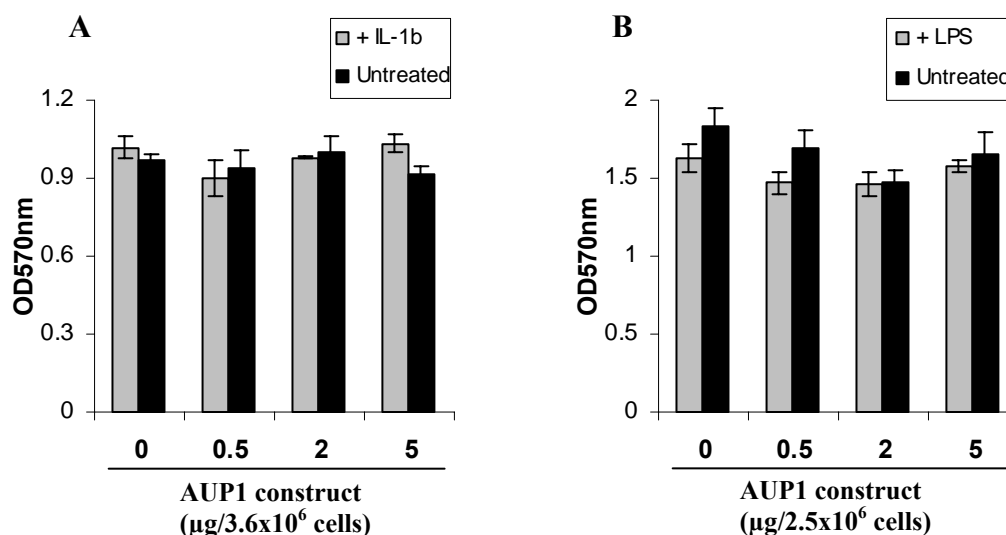 A
+ IL-1b
Untreated
1.2
0.9
0.6
0.3
0
OD570nm
0 0.5 2 5
AUP1 construct
(µg/3.6x10⁶ cells)
B
+ LPS
Untreated
2
1.5
1
0.5
0
OD570nm
0 0.5 2 5
AUP1 construct
(µg/2.5x10⁶ cells)